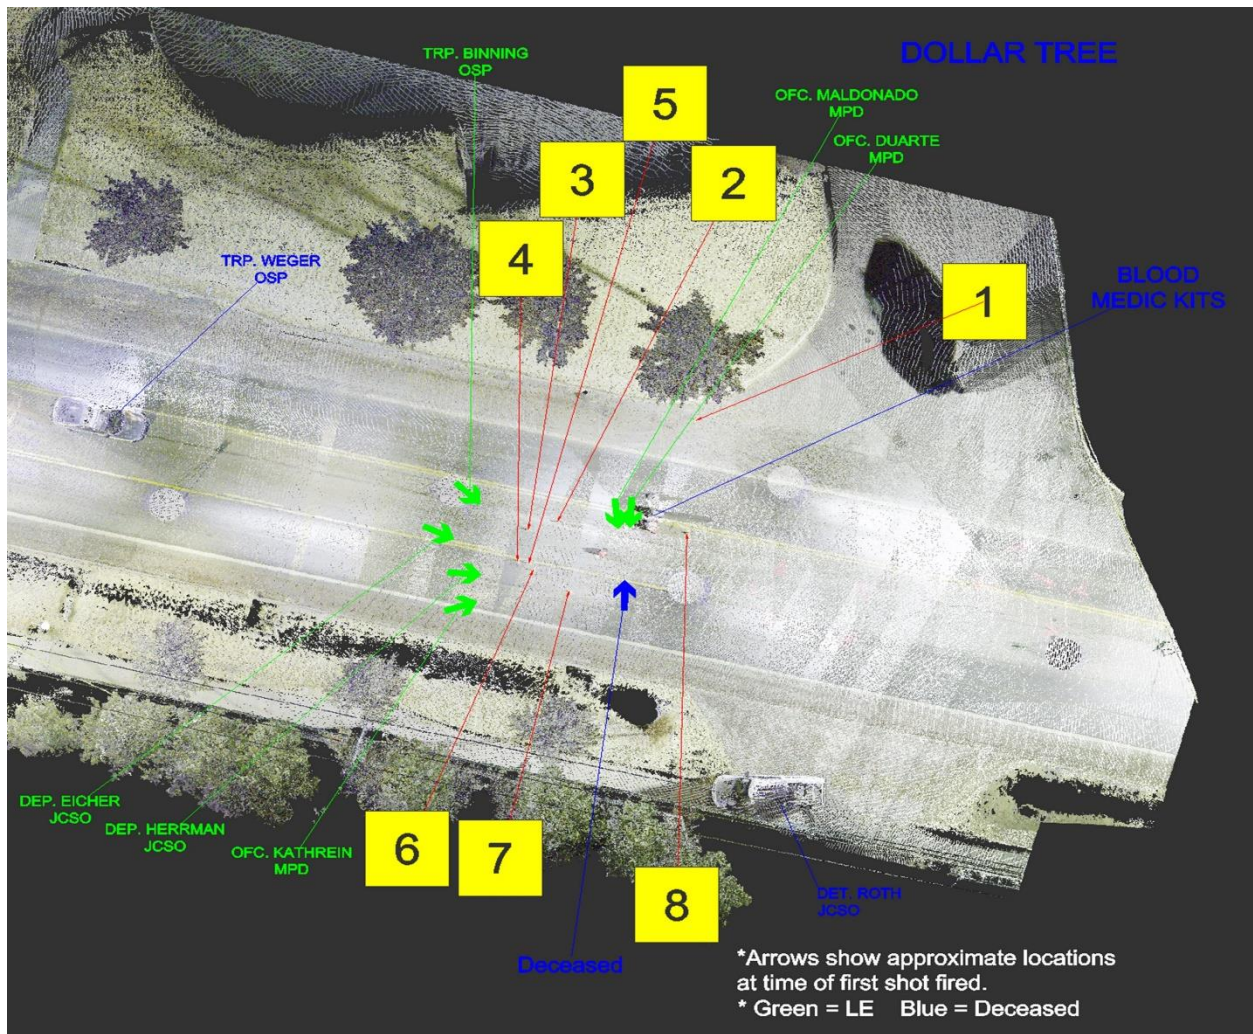 TRP. BINNING
OSP
DOLLAR TREE
OFC. MALDONADO
MPD
OFC. DUARTE
MPD
5
3
2
4
1
TRP. WEGER
OSP
BLOOD
MEDIC KITS
DEP. EICHER
JCSO
DEP. HERRMAN
JCSO
OFC. KATHREIN
MPD
6
7
8
DET. ROTH
JCSO
Deceased
*Arrows show approximate locations
at time of first shot fired.
* Green = LE Blue = Deceased